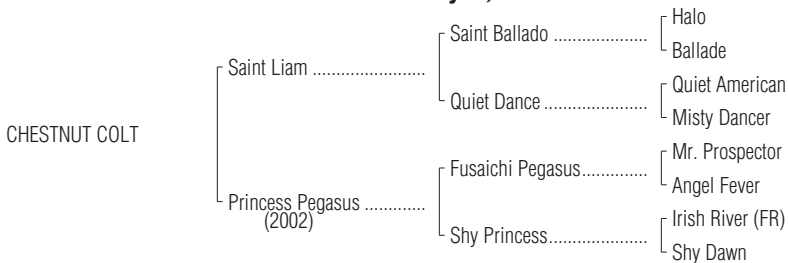 Halo
Saint Ballado ....................
Ballade
Saint Liam ........................
Quiet American
Quiet Dance......................
Misty Dancer
CHESTNUT COLT
Mr. Prospector
Fusaichi Pegasus..............
Angel Fever
Princess Pegasus .............
(2002)
Irish River (FR)
Shy Princess.....................
Shy Dawn